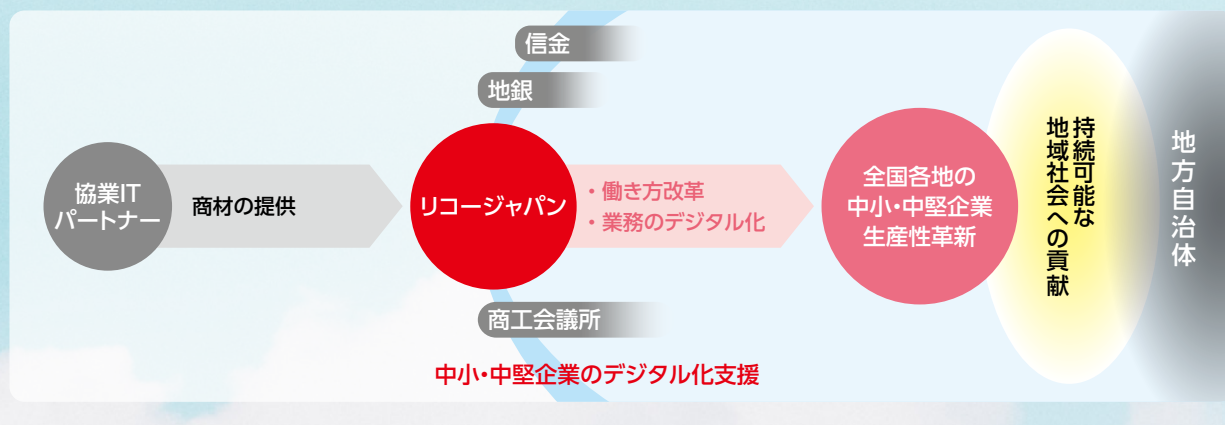 信金
地銀
協業IT
パートナー
商材の提供
リコージャパン
・働き方改革
・業務のデジタル化
全国各地の
中小・中堅企業
生産性革新
持続可能な
地域社会への貢献
地方自治体
商工会議所
中小・中堅企業のデジタル化支援